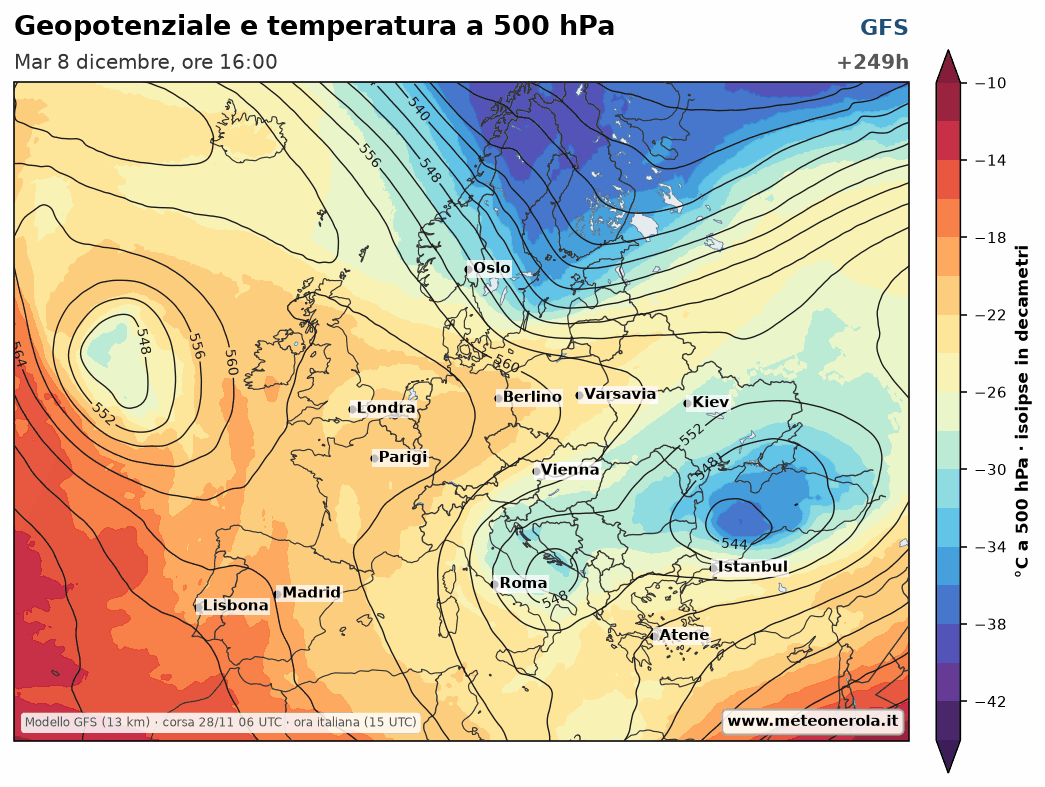 Geopotenziale e temperatura a 500 hPa
GFS
Mar 8 dicembre, ore 16:00
+249h
540
556
548
Oslo
548
556
560
564
552
560
Berlino
Varsavia
Kiev
Londra
552
Parigi
Vienna
548
544
Istanbul
Roma
548
Madrid
Lisbona
Atene
Modello GFS (13 km) · corsa 28/11 06 UTC · ora italiana (15 UTC)
www.meteonerola.it
−10
−14
−18
−22
−26
−30
−34
−38
−42
°C a 500 hPa · isoipse in decametri